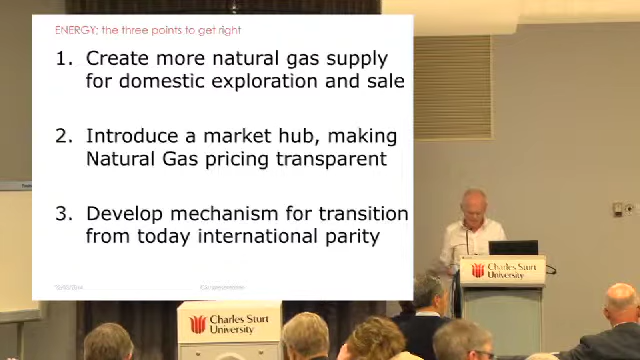 ENERGY; the three points to get right
1. Create more natural gas supply
for domestic exploration and sale
2. Introduce a market hub, making
Natural Gas pricing transparent
3. Develop mechanism for transition
from today international parity
Charles Sturt
University
Charles Sturt
University